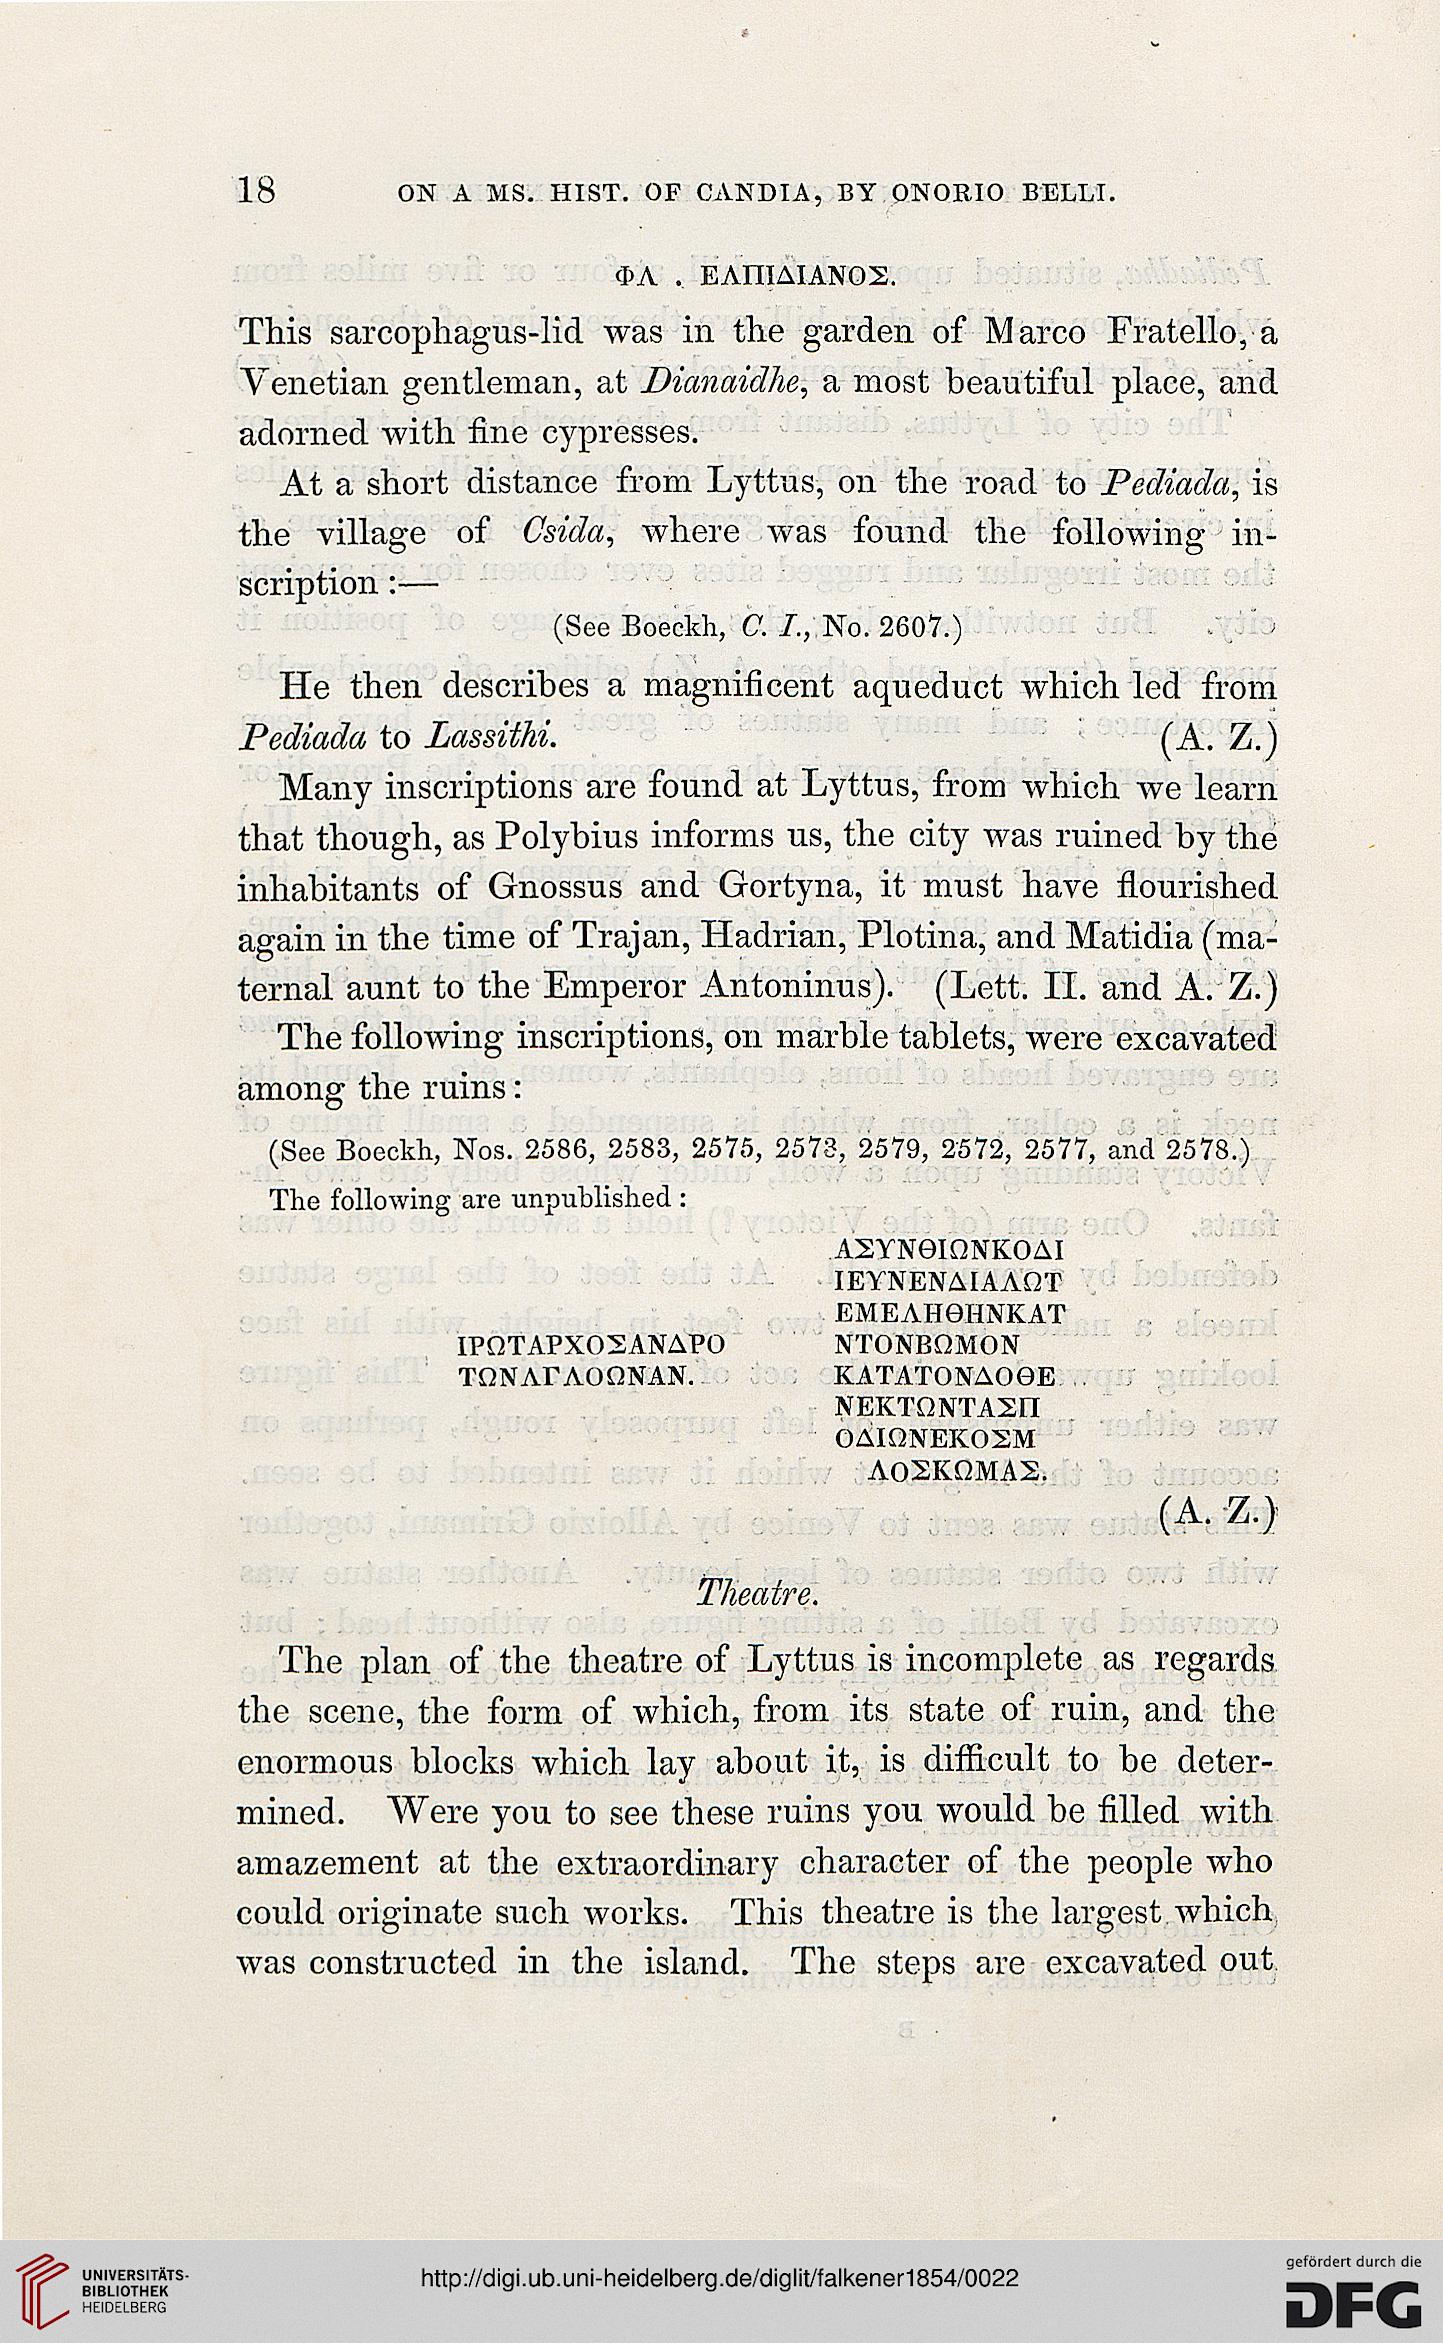 18 ON A MS. HIST. OF CANDIA, BY ONORIO BELLI.
ΦΛ . ΕΛΠΙΔΙΑΝΟΣ.
This sarcophagus-lid was in the garden of Marco Fratello, a
Venetian gentleman, at Dianaidhe, a most beautiful place, and
adorned with fine cypresses.
At a short distance from Lyttus, on the road to Pediada, is
the village of Csida, where was found the following in-
scription :—
(See Boeckh, C. I., No. 2607.)
He then describes a magnificent aqueduct which led from
Pediada to Lassithi. (A. Z.)
Many inscriptions are found at Lyttus, from which we learn
that though, as Polybius informs us, the city was ruined by the
inhabitants of Gnossus and Gortyna, it must have flourished
again in the time of Trajan, Hadrian, Plotina, and Matidia (ma-
ternal aunt to the Emperor Antoninus). (Lett. II. and A. Z.)
The following inscriptions, on marble tablets, were excavated
among the ruins:
(See Boeckh, Nos. 2586, 2583, 2575, 2573, 2579, 2572, 2577, and 2578.)
The following are unpublished :
ΙΡΩΤΑΡΧΟΣΑΝΔΡΟ
ΤΩΝΛΓΛΟΩΝΑΝ.
ΑΣΥΝΘΙΩΝΚΟΔΙ
ΙΕΥΝΕΝΔΙΑΛΩΤ
ΕΜΕΛΗΘΗΝΚΑΤ
ΝΤΟΝΒΩΜΟΝ
ΚΑΤΑΤΟΝΔΟΘΕ
ΝΕΚΤΩΝΤΑΣΠ
ΟΔΙΩΝΕΚΟΣΜ
ΛΟΣΚΩΜΑΣ.
(A. Z.)
Theatre.
The plan of the theatre of Lyttus is incomplete as regards
the scene, the form of which, from its state of ruin, and the
enormous blocks which lay about it, is difficult to be deter-
mined. Were you to see these ruins you would be filled with
amazement at the extraordinary character of the people who
could originate such works. This theatre is the largest which
was constructed in the island. The steps are excavated out
UNIVERSITÄTS-
BIBLIOTHEK
HEIDELBERG
http://digi.ub.uni-heidelberg.de/diglit/falkener1854/0022
gefördert durch die
DFG